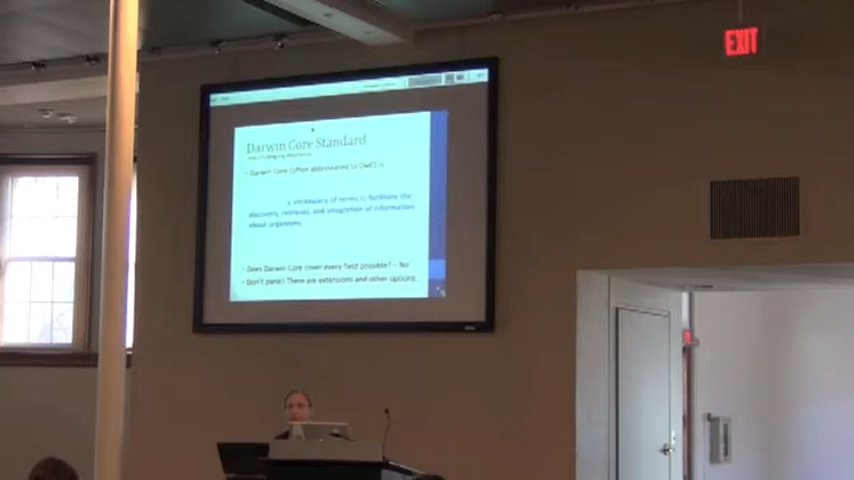 EXIT
Darwin Core Standard
• Darwin Core (often abbreviated to DwC) is
a vocabulary of terms to facilitate the
discovery, retrieval, and integration of information
about organisms.
• Does Darwin Core cover every field possible? – No
• Don't panic! There are extensions and other options.